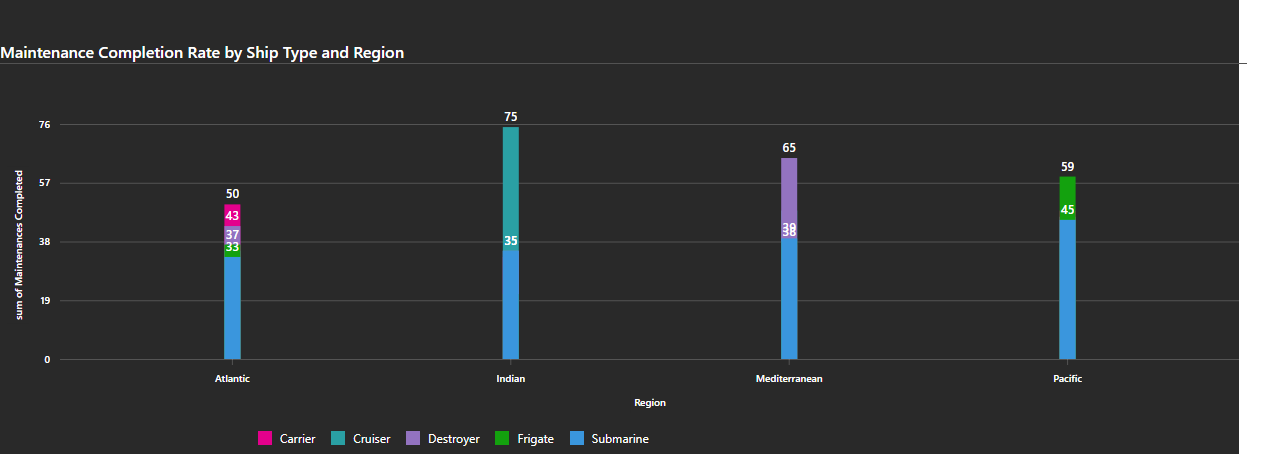 Maintenance Completion Rate by Ship Type and Region
sum of Maintenances Completed
76
57
38
19
0
50
43
37
33
75
35
65
38
59
45
Atlantic
Indian
Mediterranean
Pacific
Region
Carrier
Cruiser
Destroyer
Frigate
Submarine